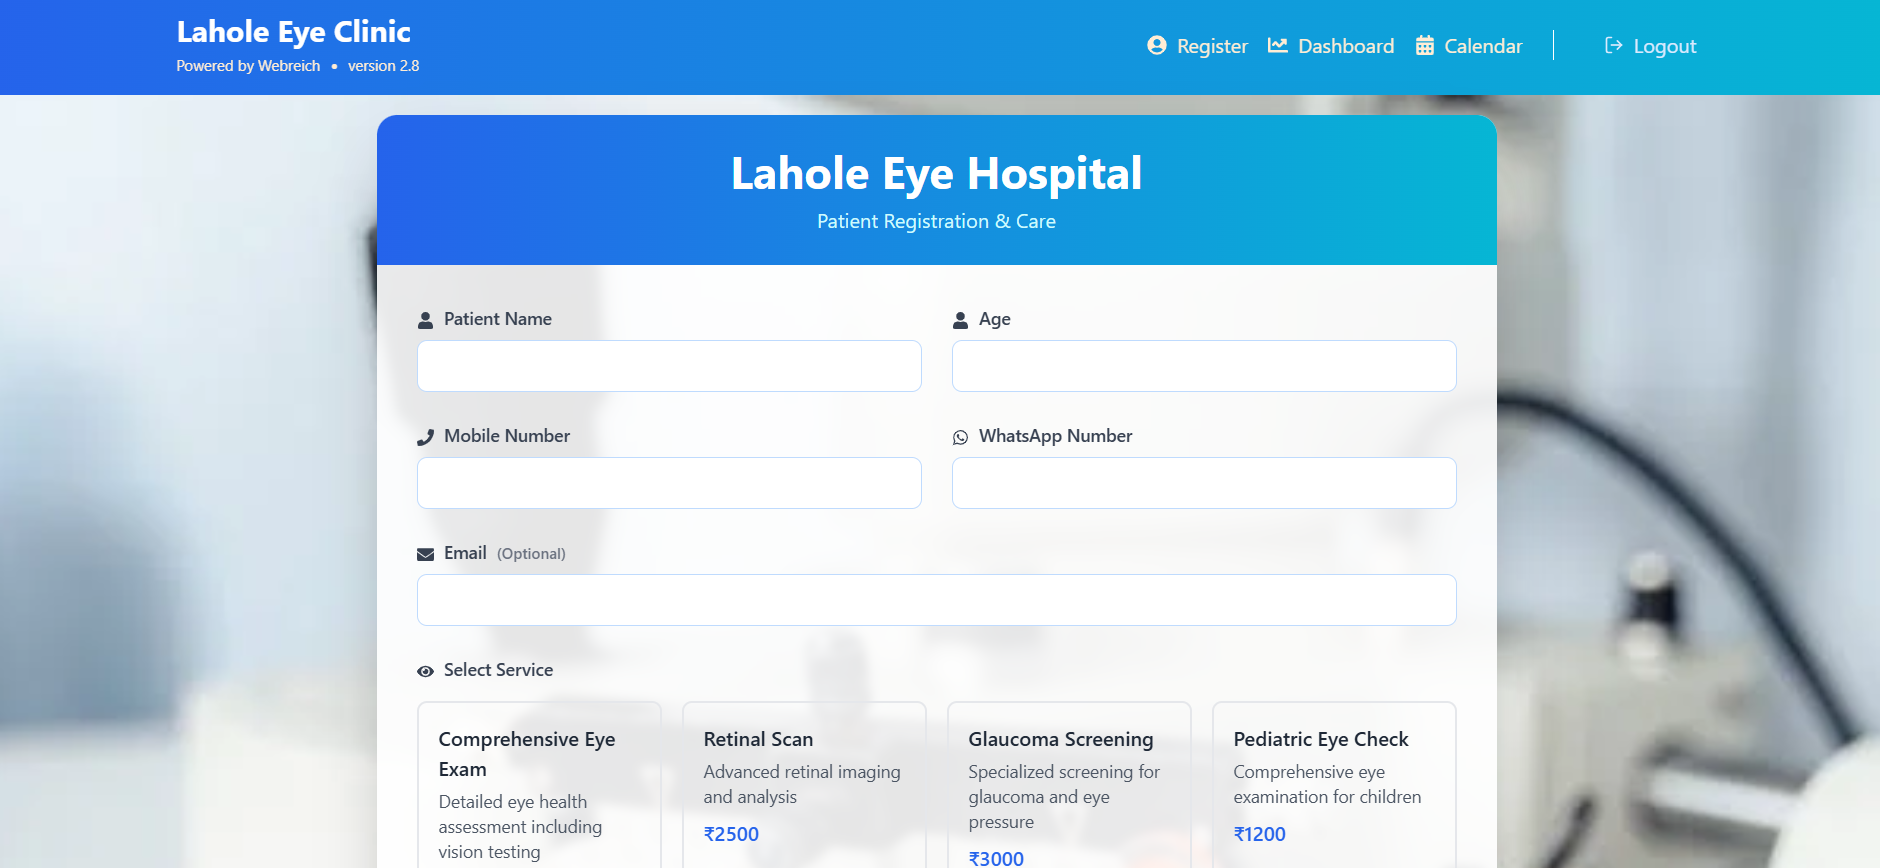 Lahole Eye Clinic
Powered by Webreich • version 2.8
Register
Dashboard
Calendar
Logout
Lahole Eye Hospital
Patient Registration & Care
Patient Name
Age
Mobile Number
WhatsApp Number
Email (Optional)
Select Service
Comprehensive Eye
Exam
Detailed eye health
assessment including
vision testing
Retinal Scan
Advanced retinal imaging
and analysis
₹2500
Glaucoma Screening
Specialized screening for
glaucoma and eye
pressure
₹3000
Pediatric Eye Check
Comprehensive eye
examination for children
₹1200